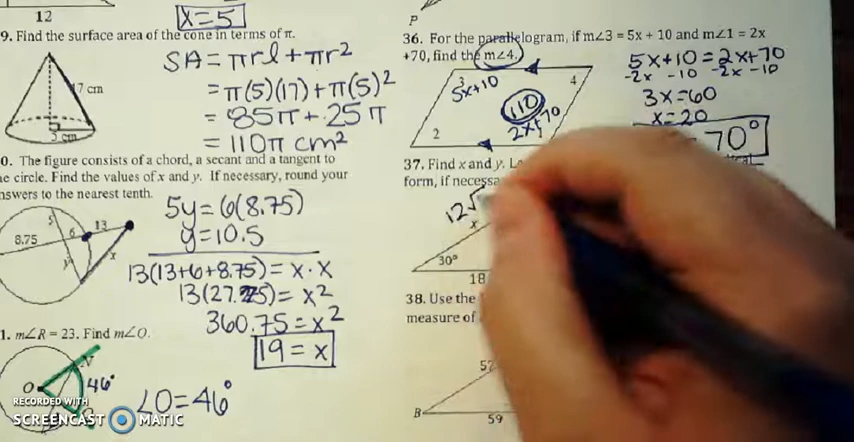 12
x=5
9. Find the surface area of the cone in terms of π.
17 cm
5 cm
SA = πrl + πr²
= π(5)(17) + π(5)²
= 85π + 25π
= 110π cm²
0. The figure consists of a chord, a secant and a tangent to
he circle. Find the values of x and y. If necessary, round your
nswers to the nearest tenth.
5
6
13
8.75
y
x
5y = 6(8.75)
y = 10.5
13(13+6+8.75) = x·x
13(27.75) = x²
360.75 = x²
19 = x
1. m∠R = 23. Find m∠O.
O
V
46°
∠O = 46°
RECORDED WITH
SCREENCAST MATIC
P
36. For the parallelogram, if m∠3 = 5x + 10 and m∠1 = 2x
+70, find the m∠4.
3
4
5x+10
110
2x+70
2
5x+10 = 2x+70
-2x -10 -2x -10
3x = 60
x = 20
= 70°
37. Find x and y.
form, if necessa
12√
x
30°
18
38. Use the
measure of
57
B
59